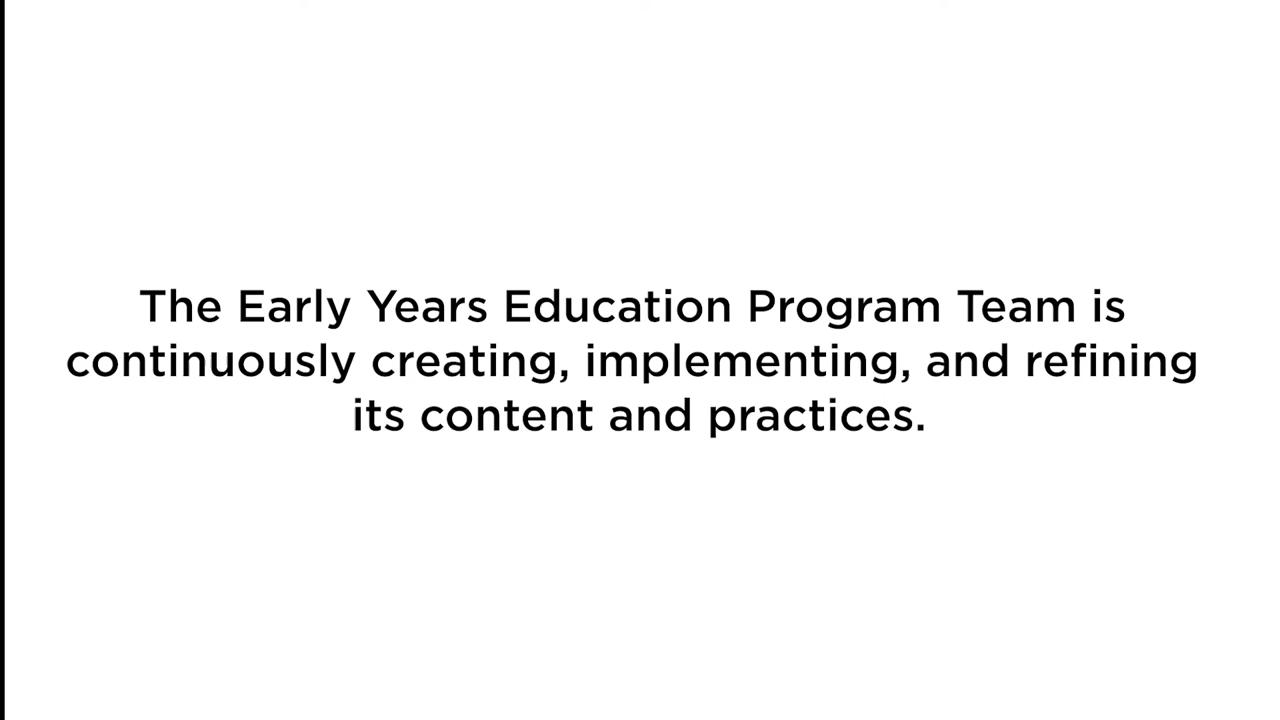 The Early Years Education Program Team is
continuously creating, implementing, and refining
its content and practices.